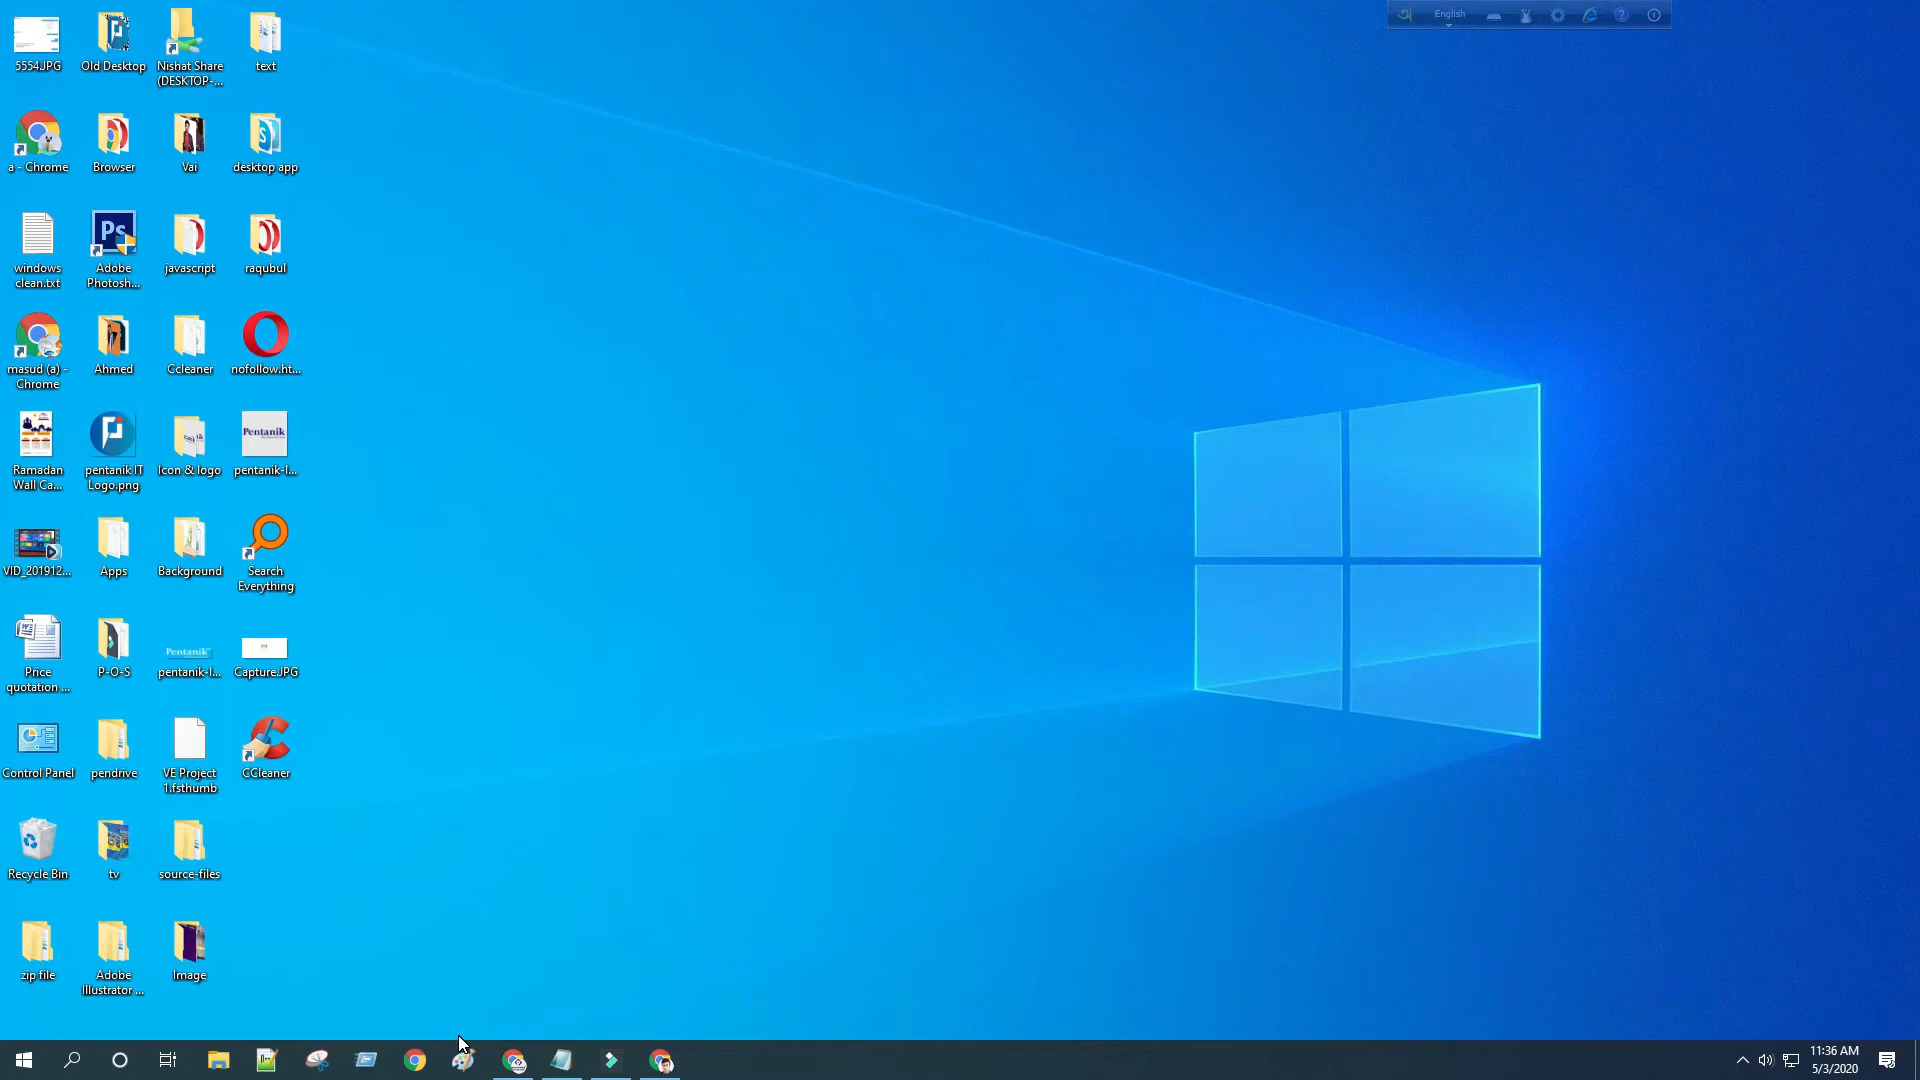 English
5554.JPG
Old Desktop
Nishat Share
(DESKTOP-...
text
a - Chrome
Browser
Vai
desktop app
windows
clean.txt
Ps
Adobe
Photosh...
javascript
raqubul
masud (a) -
Chrome
Ahmed
Ccleaner
nofollow.ht...
Pentanik
Ramadan
Wall Ca...
pentanik IT
Logo.png
Icon & logo
pentanik-l...
VID_201912...
Apps
Background
Search
Everything
Pentanik
Price
quotation ...
P-O-S
pentanik-l...
Capture.JPG
Control Panel
pendrive
VE Project
1.fsthumb
CCleaner
Recycle Bin
tv
source-files
zip file
Adobe
Illustrator ...
Image
11:36 AM
5/3/2020